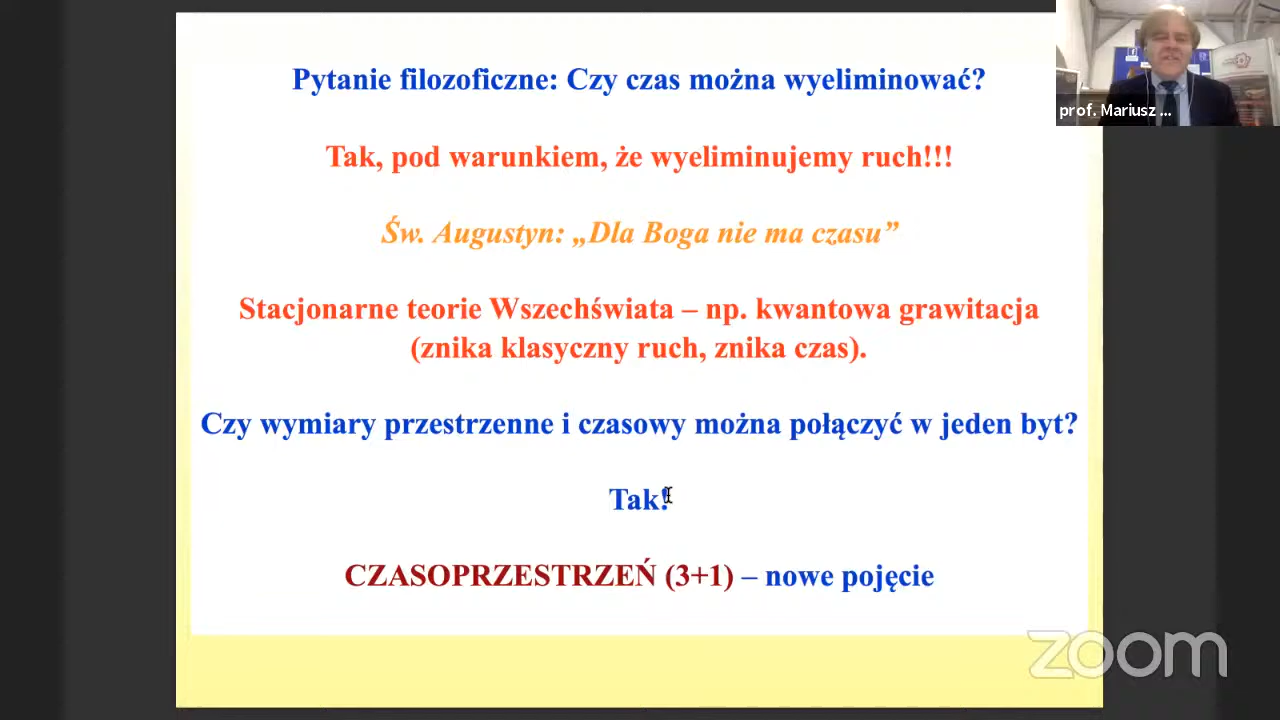 Pytanie filozoficzne: Czy czas można wyeliminować?
Tak, pod warunkiem, że wyeliminujemy ruch!!!
Św. Augustyn: „Dla Boga nie ma czasu”
Stacjonarne teorie Wszechświata – np. kwantowa grawitacja
(znika klasyczny ruch, znika czas).
Czy wymiary przestrzenne i czasowy można połączyć w jeden byt?
Tak!
CZASOPRZESTRZEŃ (3+1) – nowe pojęcie
prof. Mariusz ...
zoom